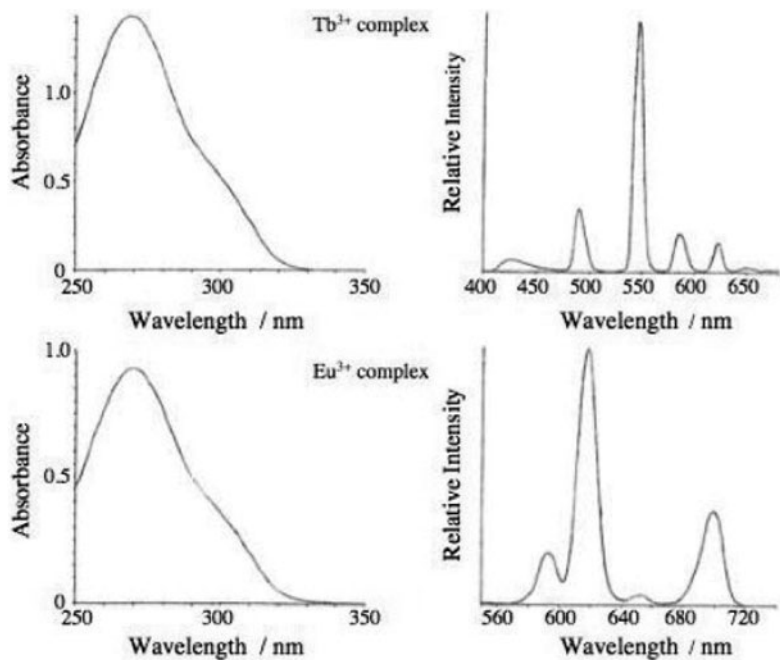 Tb³⁺ complex
Absorbance
1.0
0.5
0
250 300 350
Wavelength / nm
Relative Intensity
400 450 500 550 600 650
Wavelength / nm
Eu³⁺ complex
Absorbance
1.0
0.5
0
250 300 350
Wavelength / nm
Relative Intensity
560 600 640 680 720
Wavelength / nm